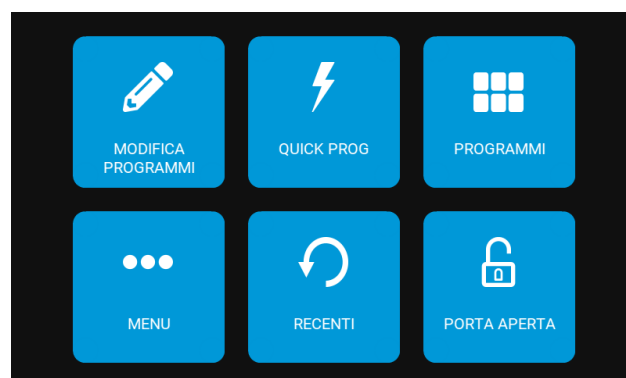 MODIFICA
PROGRAMMI
QUICK PROG
PROGRAMMI
MENU
RECENTI
PORTA APERTA